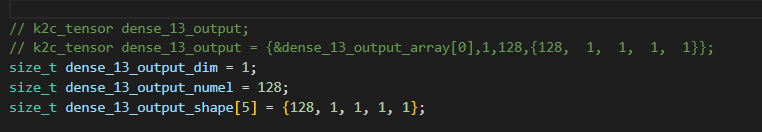 // k2c_tensor dense_13_output;
// k2c_tensor dense_13_output = {&dense_13_output_array[0],1,128,{128,  1,  1,  1,  1}};
size_t dense_13_output_dim = 1;
size_t dense_13_output_numel = 128;
size_t dense_13_output_shape[5] = {128, 1, 1, 1, 1};